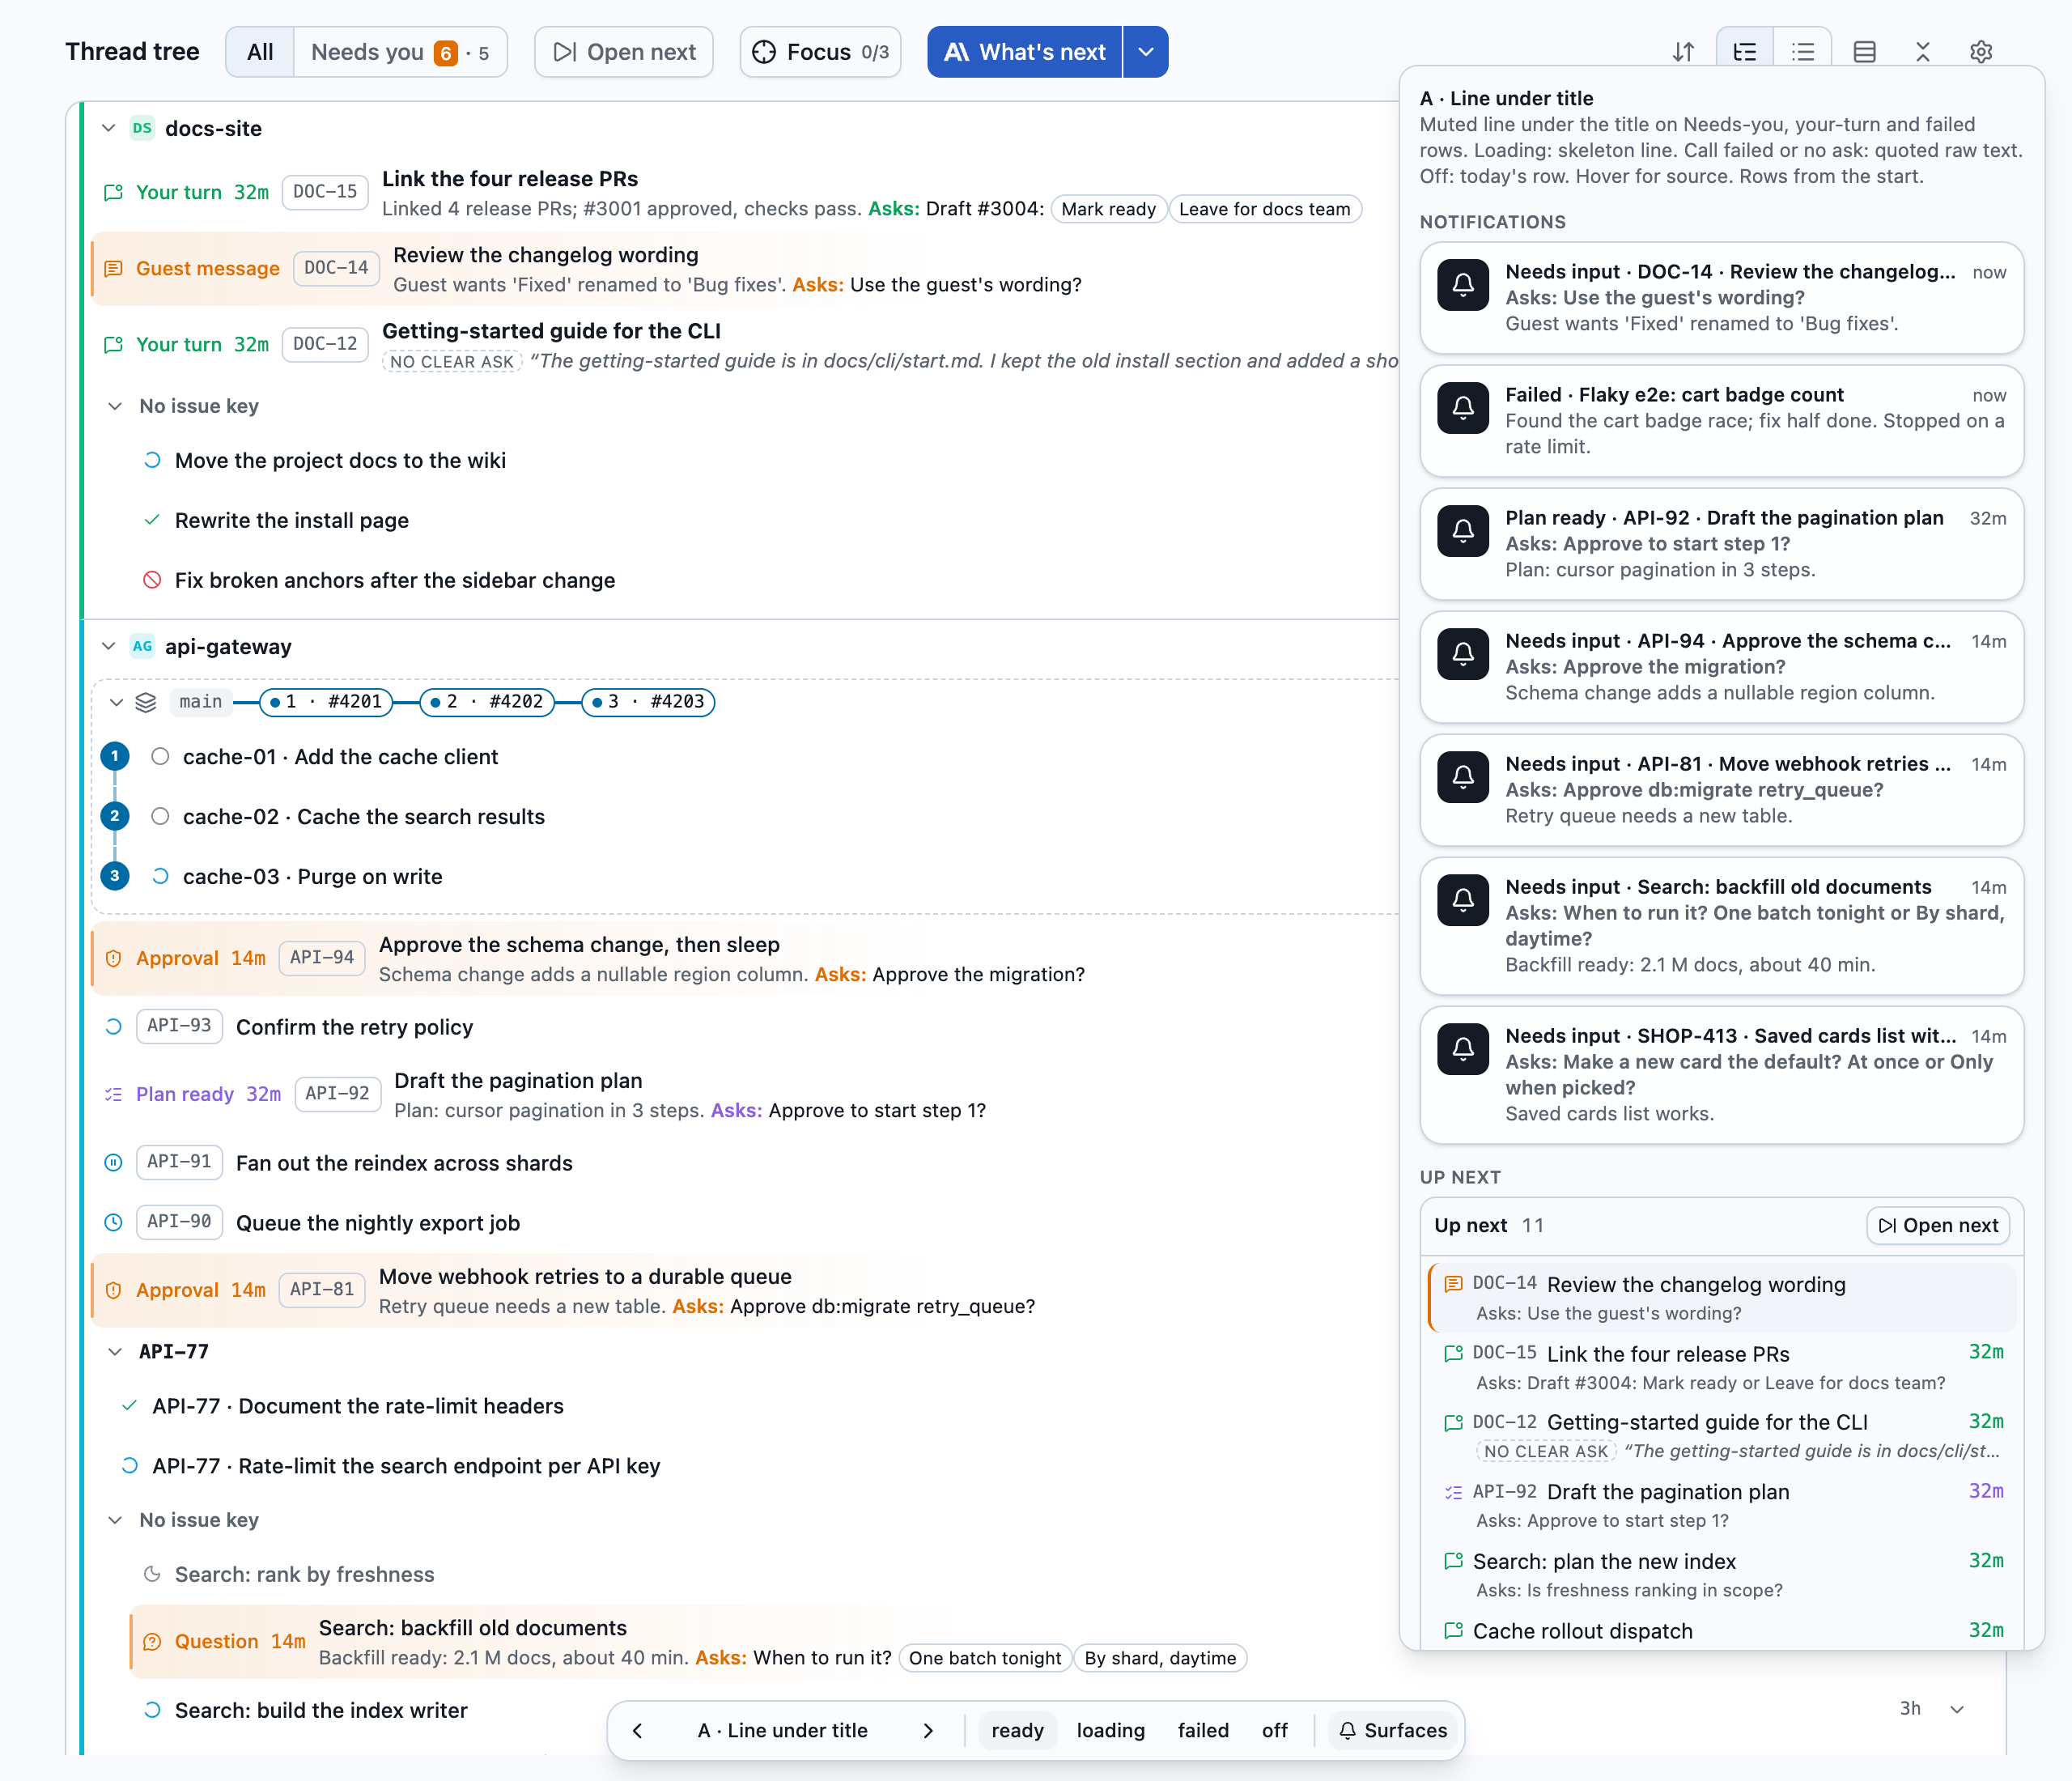 Thread tree
All
Needs you 6 · 5
Open next
Focus 0/3
What's next
DS docs-site
Your turn 32m DOC-15 Link the four release PRs
Linked 4 release PRs; #3001 approved, checks pass. Asks: Draft #3004: Mark ready Leave for docs team
Guest message DOC-14 Review the changelog wording
Guest wants 'Fixed' renamed to 'Bug fixes'. Asks: Use the guest's wording?
Your turn 32m DOC-12 Getting-started guide for the CLI
NO CLEAR ASK “The getting-started guide is in docs/cli/start.md. I kept the old install section and added a sho
No issue key
Move the project docs to the wiki
Rewrite the install page
Fix broken anchors after the sidebar change
AG api-gateway
main 1 · #4201 2 · #4202 3 · #4203
1 cache-01 · Add the cache client
2 cache-02 · Cache the search results
3 cache-03 · Purge on write
Approval 14m API-94 Approve the schema change, then sleep
Schema change adds a nullable region column. Asks: Approve the migration?
API-93 Confirm the retry policy
Plan ready 32m API-92 Draft the pagination plan
Plan: cursor pagination in 3 steps. Asks: Approve to start step 1?
API-91 Fan out the reindex across shards
API-90 Queue the nightly export job
Approval 14m API-81 Move webhook retries to a durable queue
Retry queue needs a new table. Asks: Approve db:migrate retry_queue?
API-77
API-77 · Document the rate-limit headers
API-77 · Rate-limit the search endpoint per API key
No issue key
Search: rank by freshness
Question 14m Search: backfill old documents
Backfill ready: 2.1 M docs, about 40 min. Asks: When to run it? One batch tonight By shard, daytime
Search: build the index writer
3h
A · Line under title
Muted line under the title on Needs-you, your-turn and failed
rows. Loading: skeleton line. Call failed or no ask: quoted raw text.
Off: today's row. Hover for source. Rows from the start.
NOTIFICATIONS
Needs input · DOC-14 · Review the changelog... now
Asks: Use the guest's wording?
Guest wants 'Fixed' renamed to 'Bug fixes'.
Failed · Flaky e2e: cart badge count now
Found the cart badge race; fix half done. Stopped on a
rate limit.
Plan ready · API-92 · Draft the pagination plan 32m
Asks: Approve to start step 1?
Plan: cursor pagination in 3 steps.
Needs input · API-94 · Approve the schema c... 14m
Asks: Approve the migration?
Schema change adds a nullable region column.
Needs input · API-81 · Move webhook retries ... 14m
Asks: Approve db:migrate retry_queue?
Retry queue needs a new table.
Needs input · Search: backfill old documents 14m
Asks: When to run it? One batch tonight or By shard,
daytime?
Backfill ready: 2.1 M docs, about 40 min.
Needs input · SHOP-413 · Saved cards list wit... 14m
Asks: Make a new card the default? At once or Only
when picked?
Saved cards list works.
UP NEXT
Up next 11 Open next
DOC-14 Review the changelog wording
Asks: Use the guest's wording?
DOC-15 Link the four release PRs 32m
Asks: Draft #3004: Mark ready or Leave for docs team?
DOC-12 Getting-started guide for the CLI 32m
NO CLEAR ASK “The getting-started guide is in docs/cli/st...
API-92 Draft the pagination plan 32m
Asks: Approve to start step 1?
Search: plan the new index 32m
Asks: Is freshness ranking in scope?
Cache rollout dispatch 32m
A · Line under title
ready loading failed off Surfaces